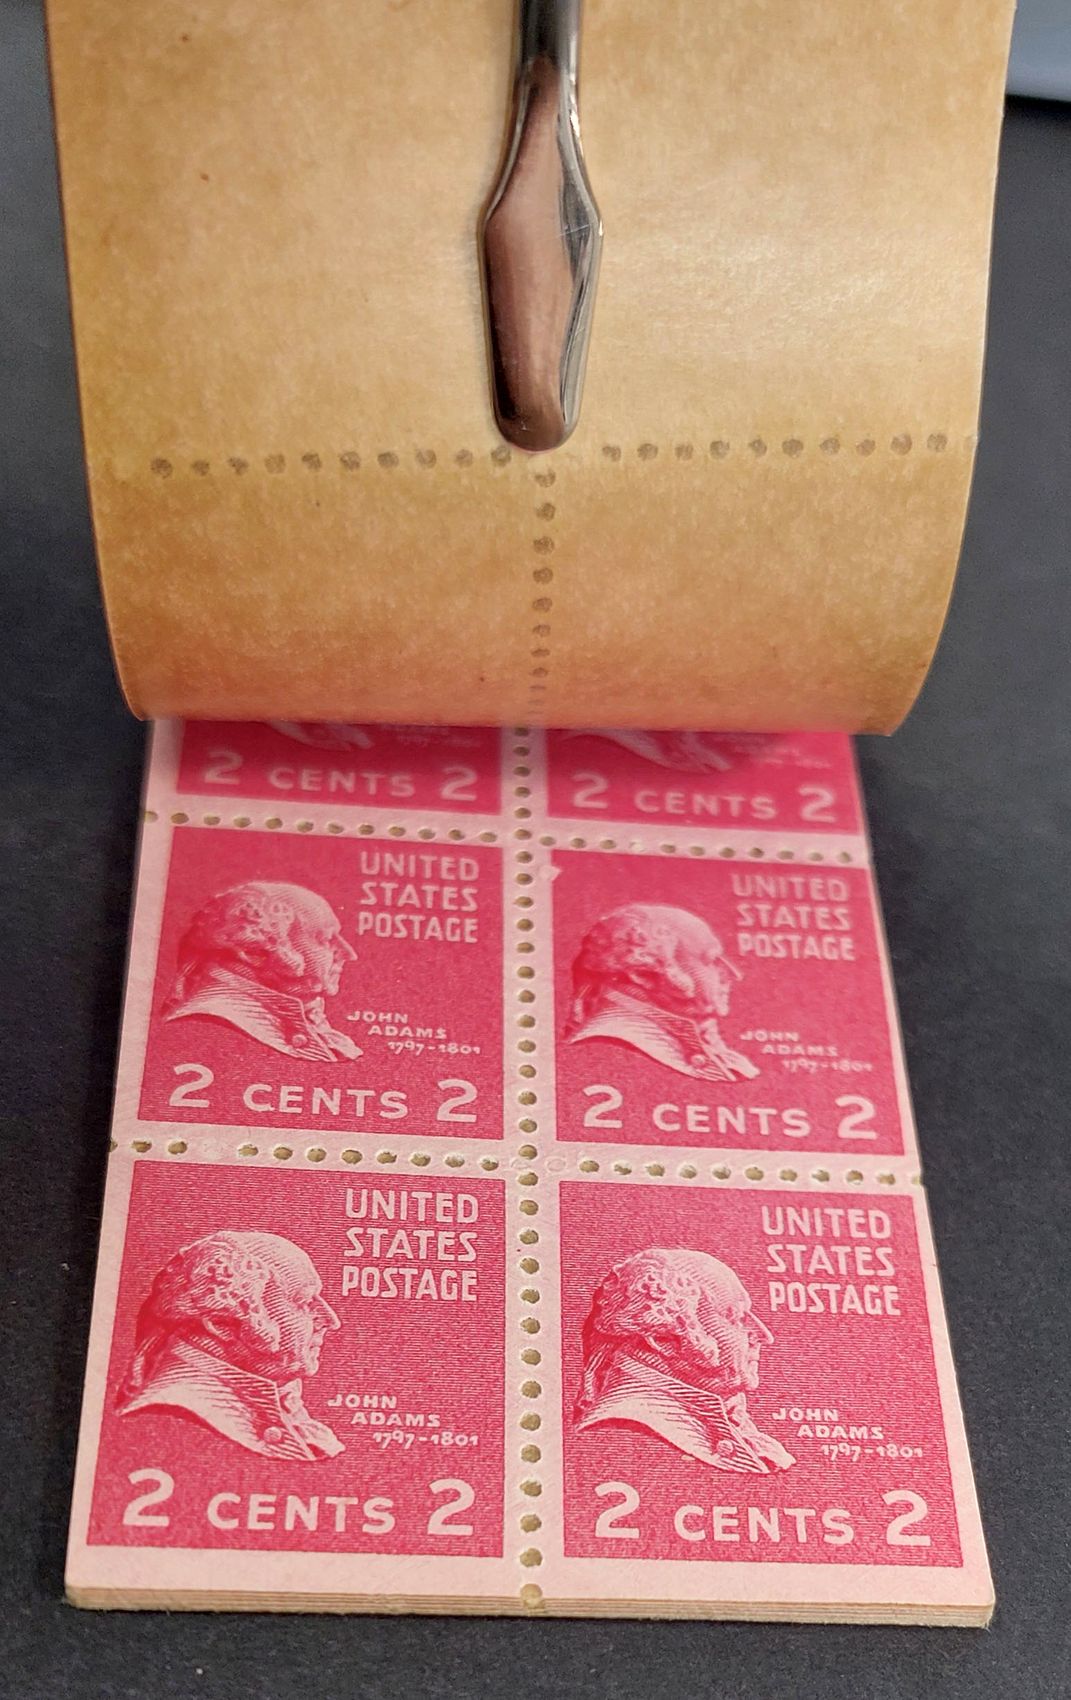 2 CENTS 2
2 CENTS 2
UNITED
STATES
POSTAGE
JOHN
ADAMS
1797-1801
2 CENTS 2
UNITED
STATES
POSTAGE
JOHN
ADAMS
1797-1801
2 CENTS 2
UNITED
STATES
POSTAGE
JOHN
ADAMS
1797-1801
2 CENTS 2
UNITED
STATES
POSTAGE
JOHN
ADAMS
1797-1801
2 CENTS 2